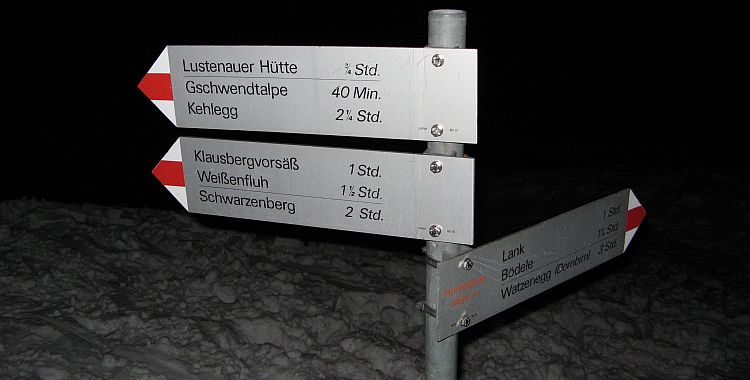 Lustenauer Hütte ¾ Std.
Gschwendtalpe 40 Min.
Kehlegg 2¼ Std.
Klausbergvorsäß 1 Std.
Weißenfluh 1½ Std.
Schwarzenberg 2 Std.
Lank 1 Std.
Bödele Std.
Watzenegg (Dornbirn) 3 Std.